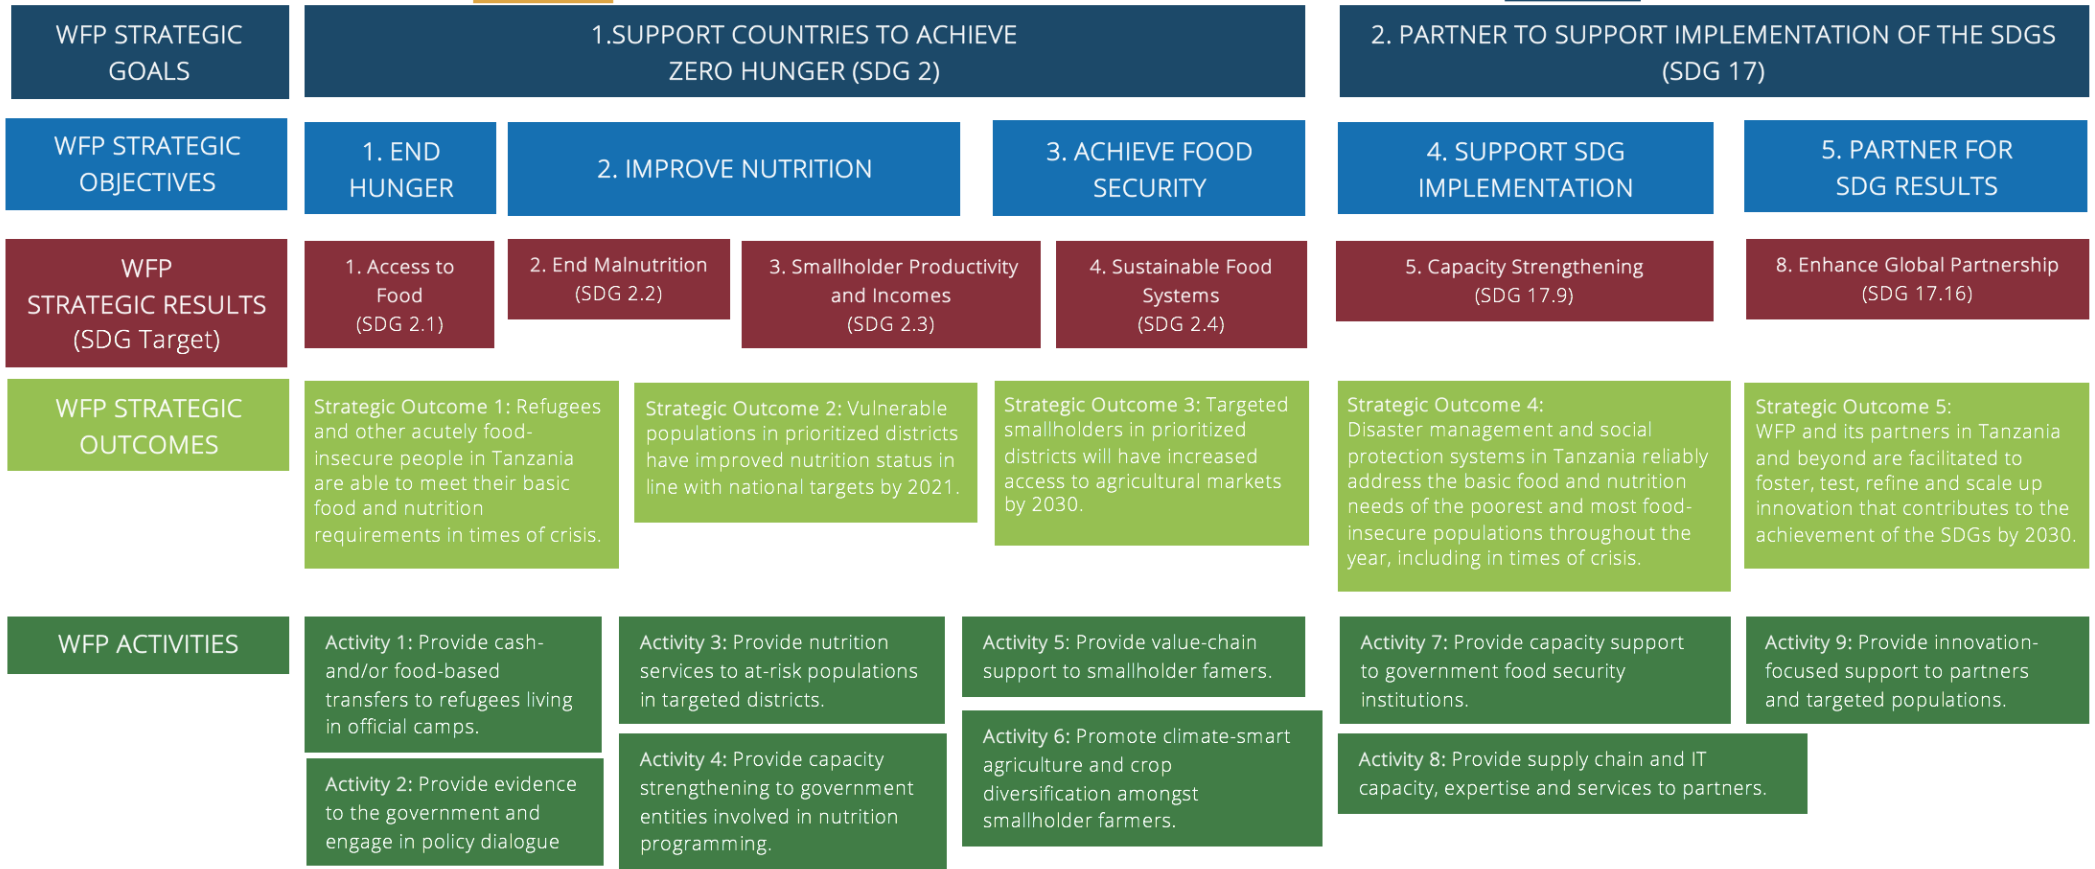 WFP STRATEGIC
GOALS
1.SUPPORT COUNTRIES TO ACHIEVE
ZERO HUNGER (SDG 2)
2. PARTNER TO SUPPORT IMPLEMENTATION OF THE SDGS
(SDG 17)
WFP STRATEGIC
OBJECTIVES
1. END
HUNGER
2. IMPROVE NUTRITION
3. ACHIEVE FOOD
SECURITY
4. SUPPORT SDG
IMPLEMENTATION
5. PARTNER FOR
SDG RESULTS
WFP
STRATEGIC RESULTS
(SDG Target)
1. Access to
Food
(SDG 2.1)
2. End Malnutrition
(SDG 2.2)
3. Smallholder Productivity
and Incomes
(SDG 2.3)
4. Sustainable Food
Systems
(SDG 2.4)
5. Capacity Strengthening
(SDG 17.9)
8. Enhance Global Partnership
(SDG 17.16)
WFP STRATEGIC
OUTCOMES
Strategic Outcome 1: Refugees
and other acutely food-
insecure people in Tanzania
are able to meet their basic
food and nutrition
requirements in times of crisis.
Strategic Outcome 2: Vulnerable
populations in prioritized districts
have improved nutrition status in
line with national targets by 2021.
Strategic Outcome 3: Targeted
smallholders in prioritized
districts will have increased
access to agricultural markets
by 2030.
Strategic Outcome 4:
Disaster management and social
protection systems in Tanzania reliably
address the basic food and nutrition
needs of the poorest and most food-
insecure populations throughout the
year, including in times of crisis.
Strategic Outcome 5:
WFP and its partners in Tanzania
and beyond are facilitated to
foster, test, refine and scale up
innovation that contributes to the
achievement of the SDGs by 2030.
WFP ACTIVITIES
Activity 1: Provide cash-
and/or food-based
transfers to refugees living
in official camps.
Activity 2: Provide evidence
to the government and
engage in policy dialogue
Activity 3: Provide nutrition
services to at-risk populations
in targeted districts.
Activity 4: Provide capacity
strengthening to government
entities involved in nutrition
programming.
Activity 5: Provide value-chain
support to smallholder famers.
Activity 6: Promote climate-smart
agriculture and crop
diversification amongst
smallholder farmers.
Activity 7: Provide capacity support
to government food security
institutions.
Activity 8: Provide supply chain and IT
capacity, expertise and services to partners.
Activity 9: Provide innovation-
focused support to partners
and targeted populations.